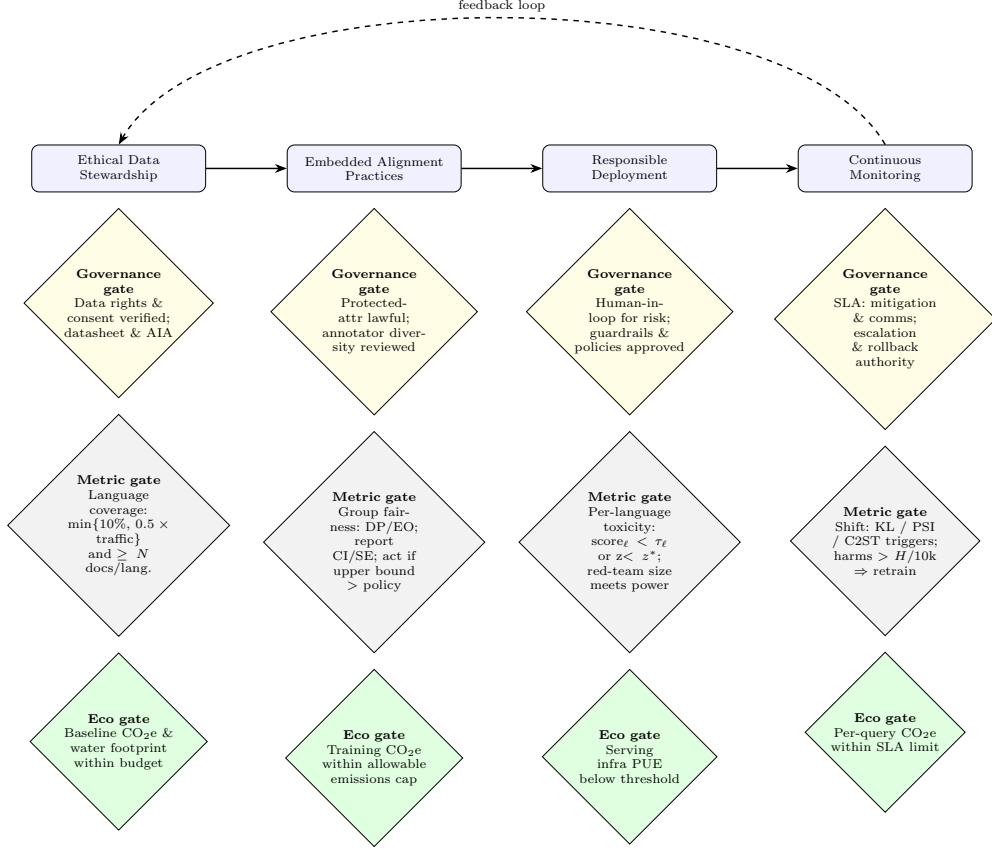 feedback loop
Ethical Data
Stewardship
Embedded Alignment
Practices
Responsible
Deployment
Continuous
Monitoring
Governance
gate
Data rights &
consent verified;
datasheet & AIA
Governance
gate
Protected-
attr lawful;
annotator diver-
sity reviewed
Governance
gate
Human-in-
loop for risk;
guardrails &
policies approved
Governance
gate
SLA: mitigation
& comms;
escalation
& rollback
authority
Metric gate
Language
coverage:
min{10%, 0.5 ×
traffic}
and ≥ N
docs/lang.
Metric gate
Group fair-
ness: DP/EO;
report
CI/SE; act if
upper bound
> policy
Metric gate
Per-language
toxicity:
scoreℓ < τℓ
or z< z*;
red-team size
meets power
Metric gate
Shift: KL / PSI
/ C2ST triggers;
harms > H/10k
⇒ retrain
Eco gate
Baseline CO₂e &
water footprint
within budget
Eco gate
Training CO₂e
within allowable
emissions cap
Eco gate
Serving
infra PUE
below threshold
Eco gate
Per-query CO₂e
within SLA limit